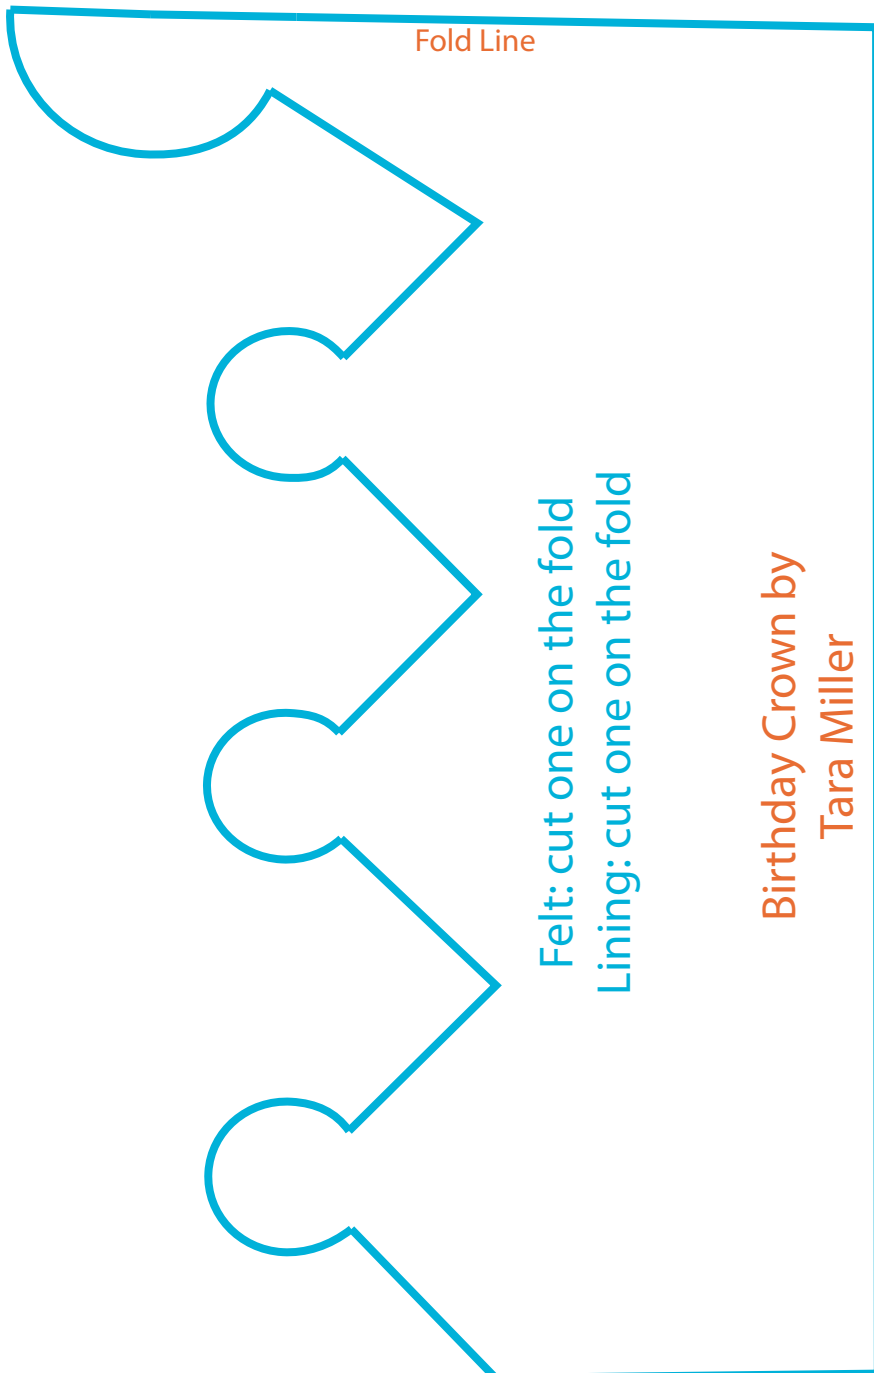 Fold Line
Felt: cut one on the fold
Lining: cut one on the fold
Birthday Crown by
Tara Miller